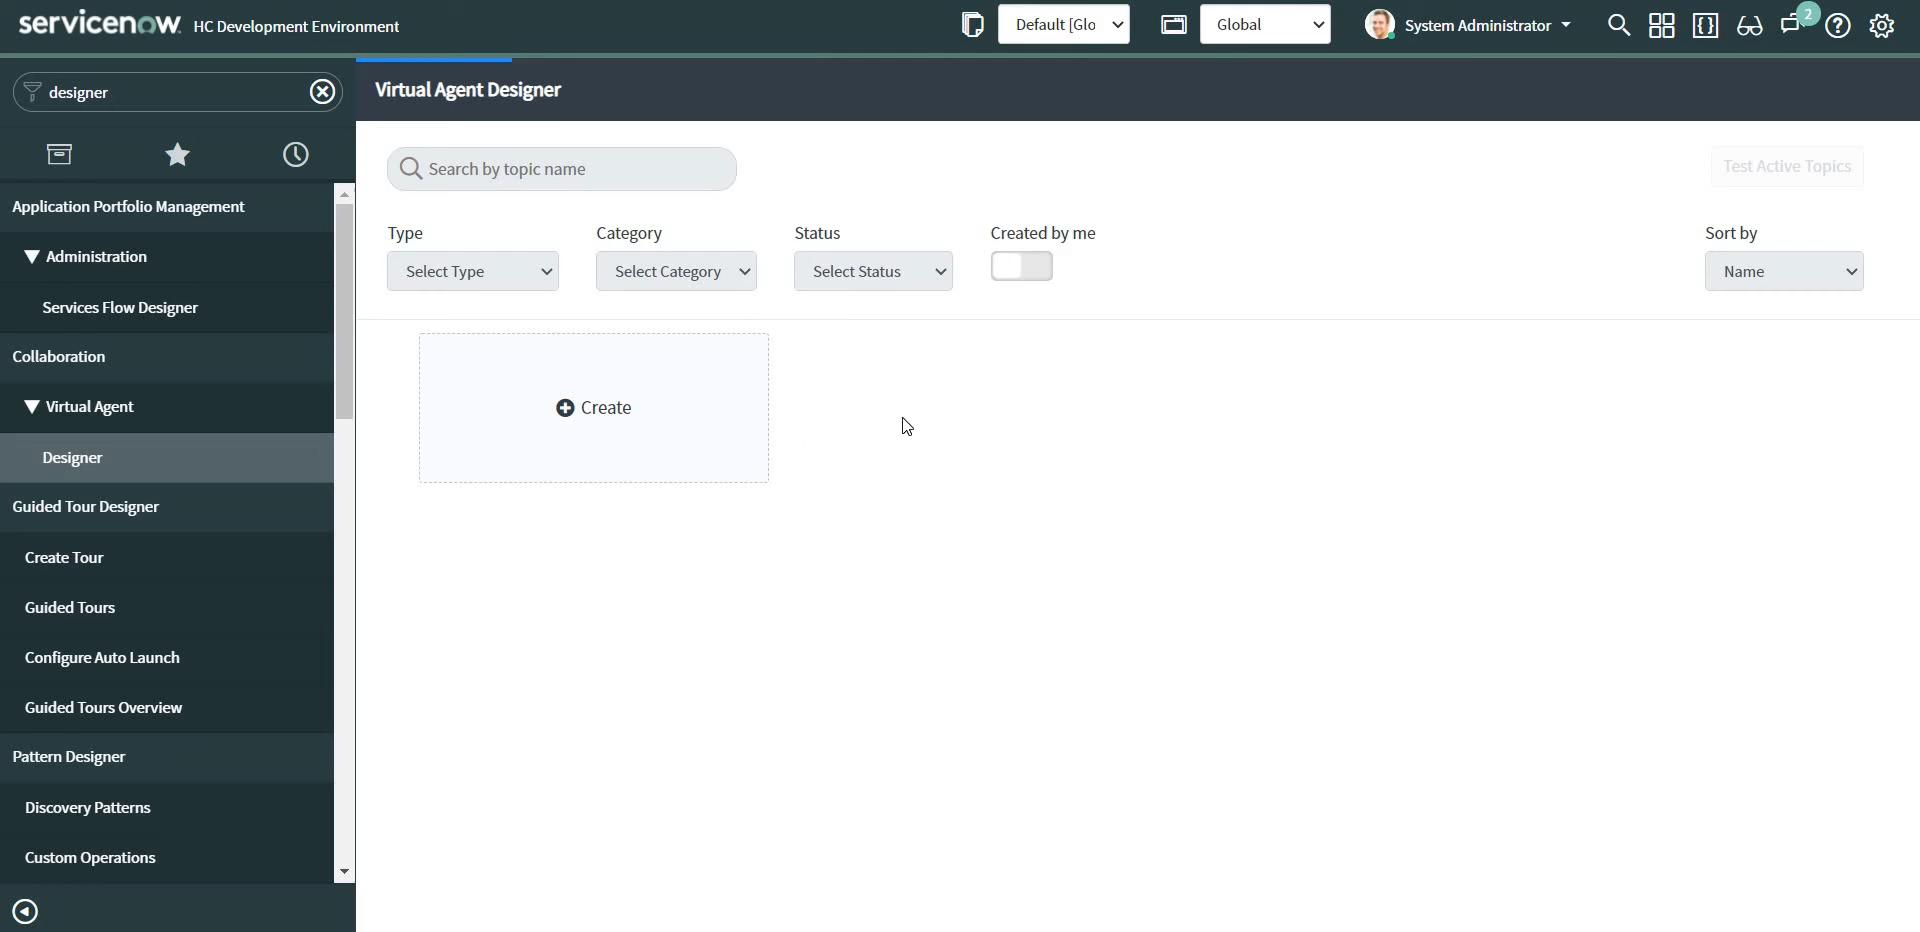 servicenow. HC Development Environment
Default [Glo
Global
System Administrator
2
designer
Application Portfolio Management
Administration
Services Flow Designer
Collaboration
Virtual Agent
Designer
Guided Tour Designer
Create Tour
Guided Tours
Configure Auto Launch
Guided Tours Overview
Pattern Designer
Discovery Patterns
Custom Operations
Virtual Agent Designer
Search by topic name
Test Active Topics
Type
Category
Status
Created by me
Sort by
Select Type
Select Category
Select Status
Name
Create